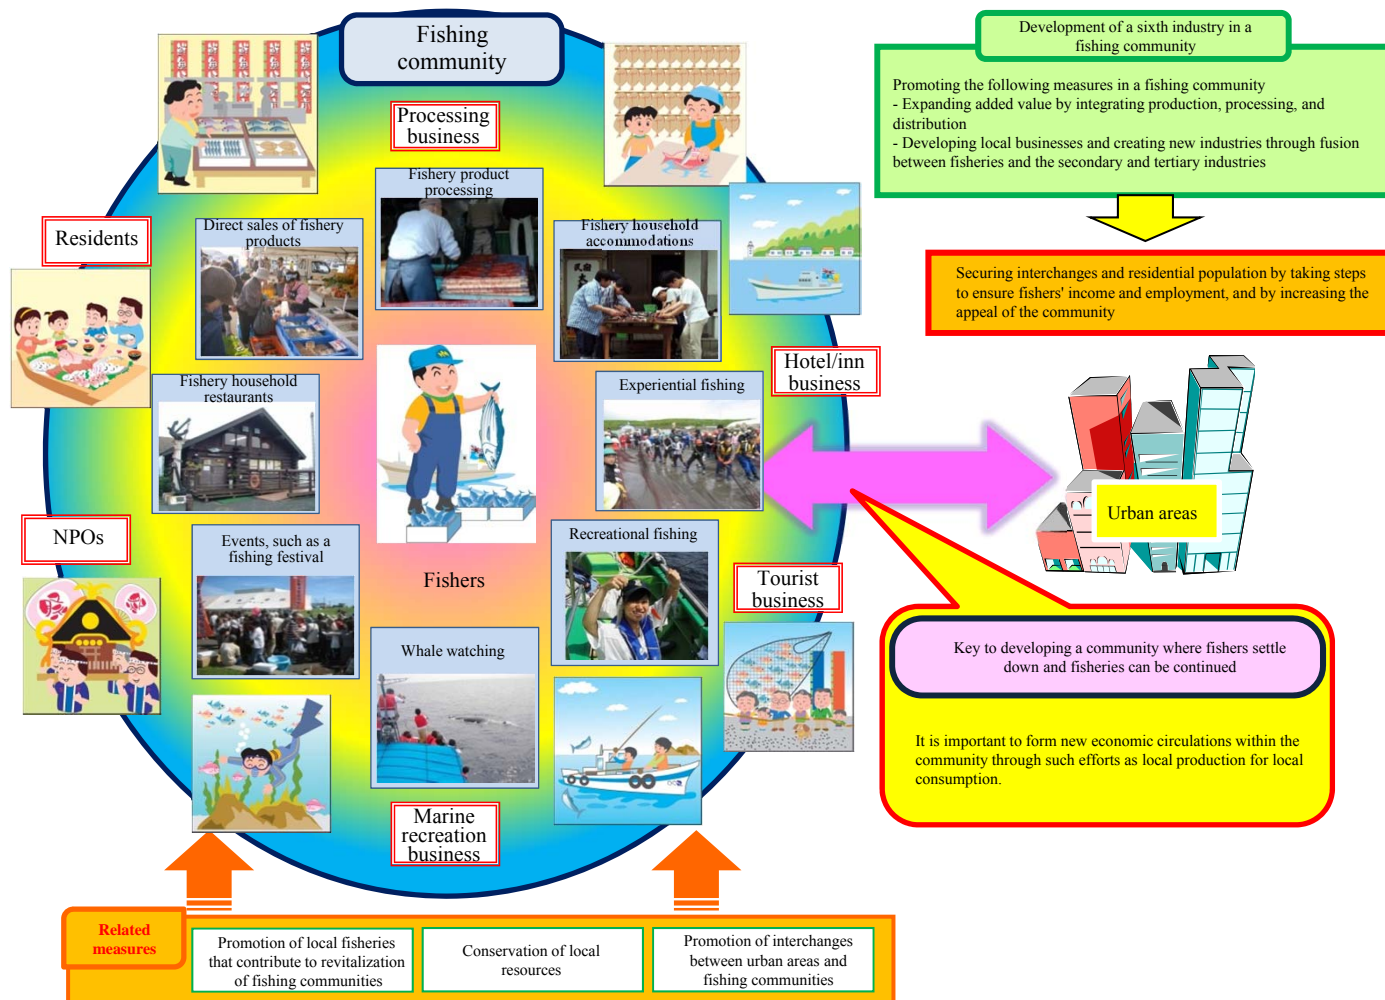 Fishing
community
Development of a sixth industry in a
fishing community
Promoting the following measures in a fishing community
- Expanding added value by integrating production, processing, and
distribution
- Developing local businesses and creating new industries through fusion
between fisheries and the secondary and tertiary industries
Securing interchanges and residential population by taking steps
to ensure fishers' income and employment, and by increasing the
appeal of the community
Processing
business
Fishery product
processing
Direct sales of fishery
products
Fishery household
accommodations
Residents
Hotel/inn
business
Fishery household
restaurants
Experiential fishing
Urban areas
NPOs
Events, such as a
fishing festival
Fishers
Recreational fishing
Tourist
business
Whale watching
Key to developing a community where fishers settle
down and fisheries can be continued
It is important to form new economic circulations within the
community through such efforts as local production for local
consumption.
Marine
recreation
business
Related
measures
Promotion of local fisheries
that contribute to revitalization
of fishing communities
Conservation of local
resources
Promotion of interchanges
between urban areas and
fishing communities